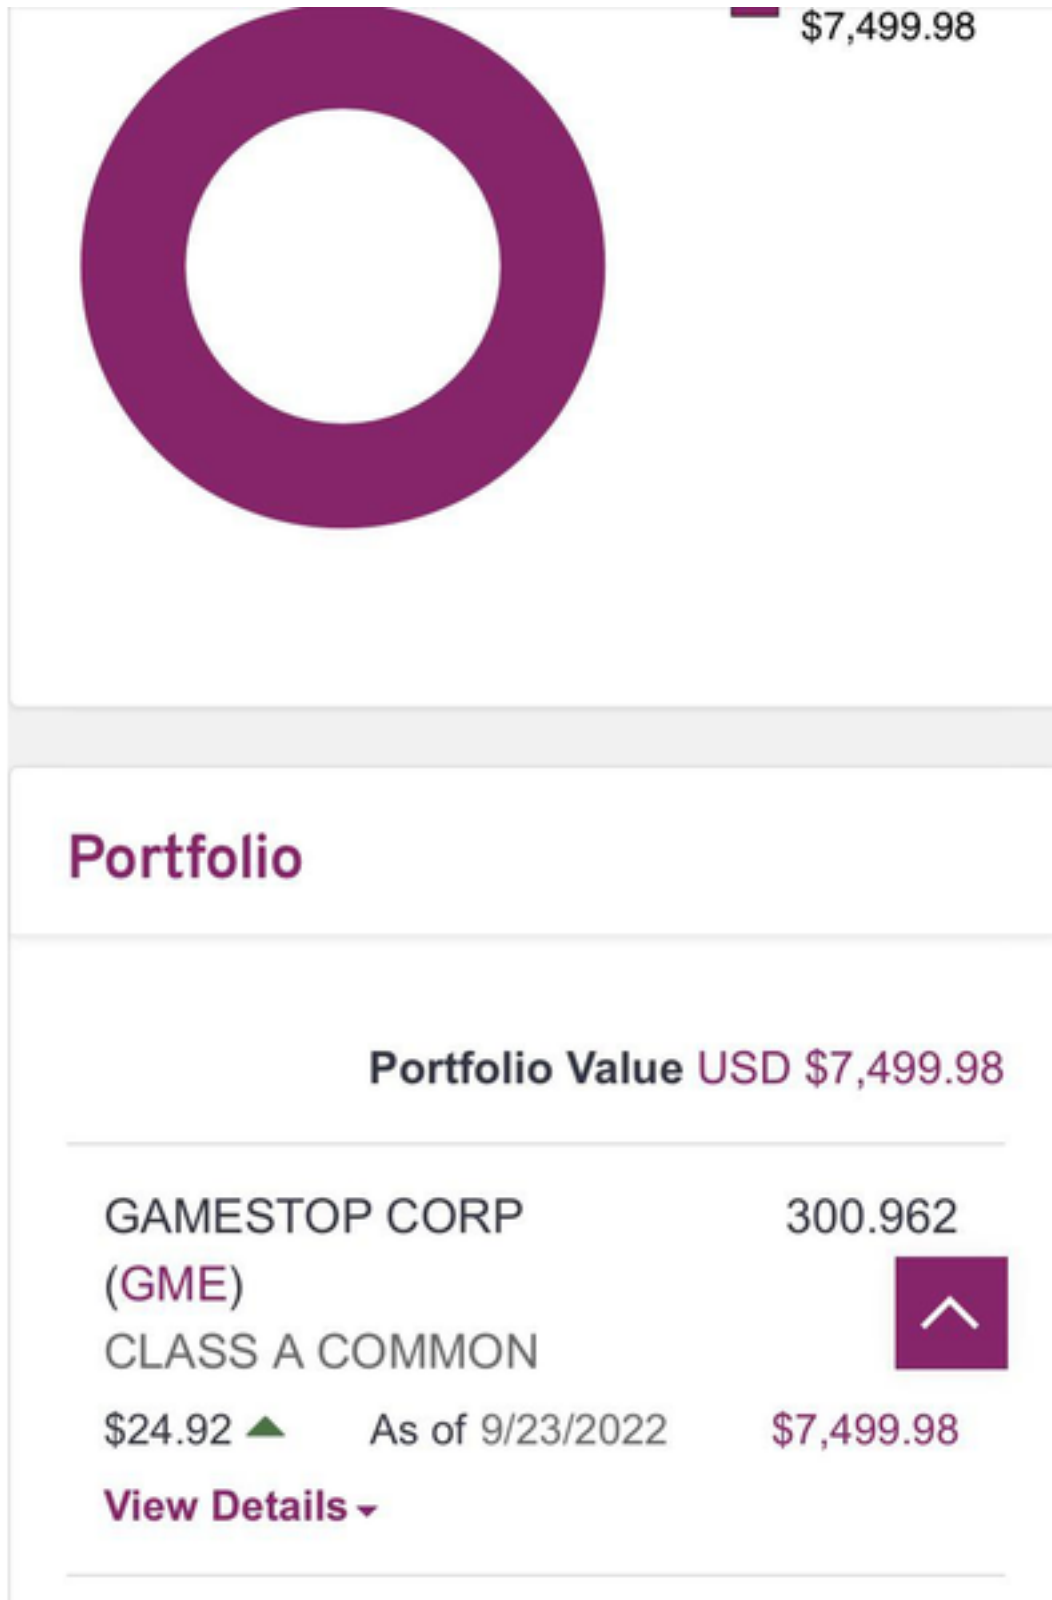 $7,499.98
Portfolio
Portfolio Value USD $7,499.98
GAMESTOP CORP 300.962
(GME)
CLASS A COMMON
$24.92 As of 9/23/2022 $7,499.98
View Details